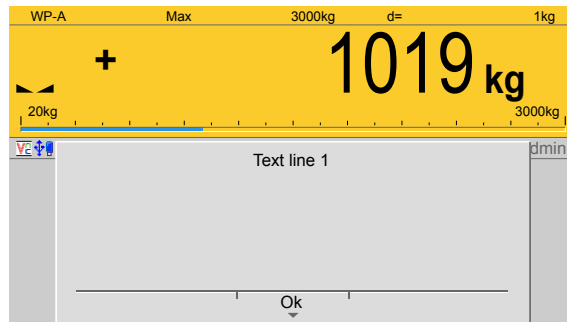 WP-A Max 3000kg d= 1kg
+ 1019 kg
20kg 3000kg
dmin
Text line 1
Ok